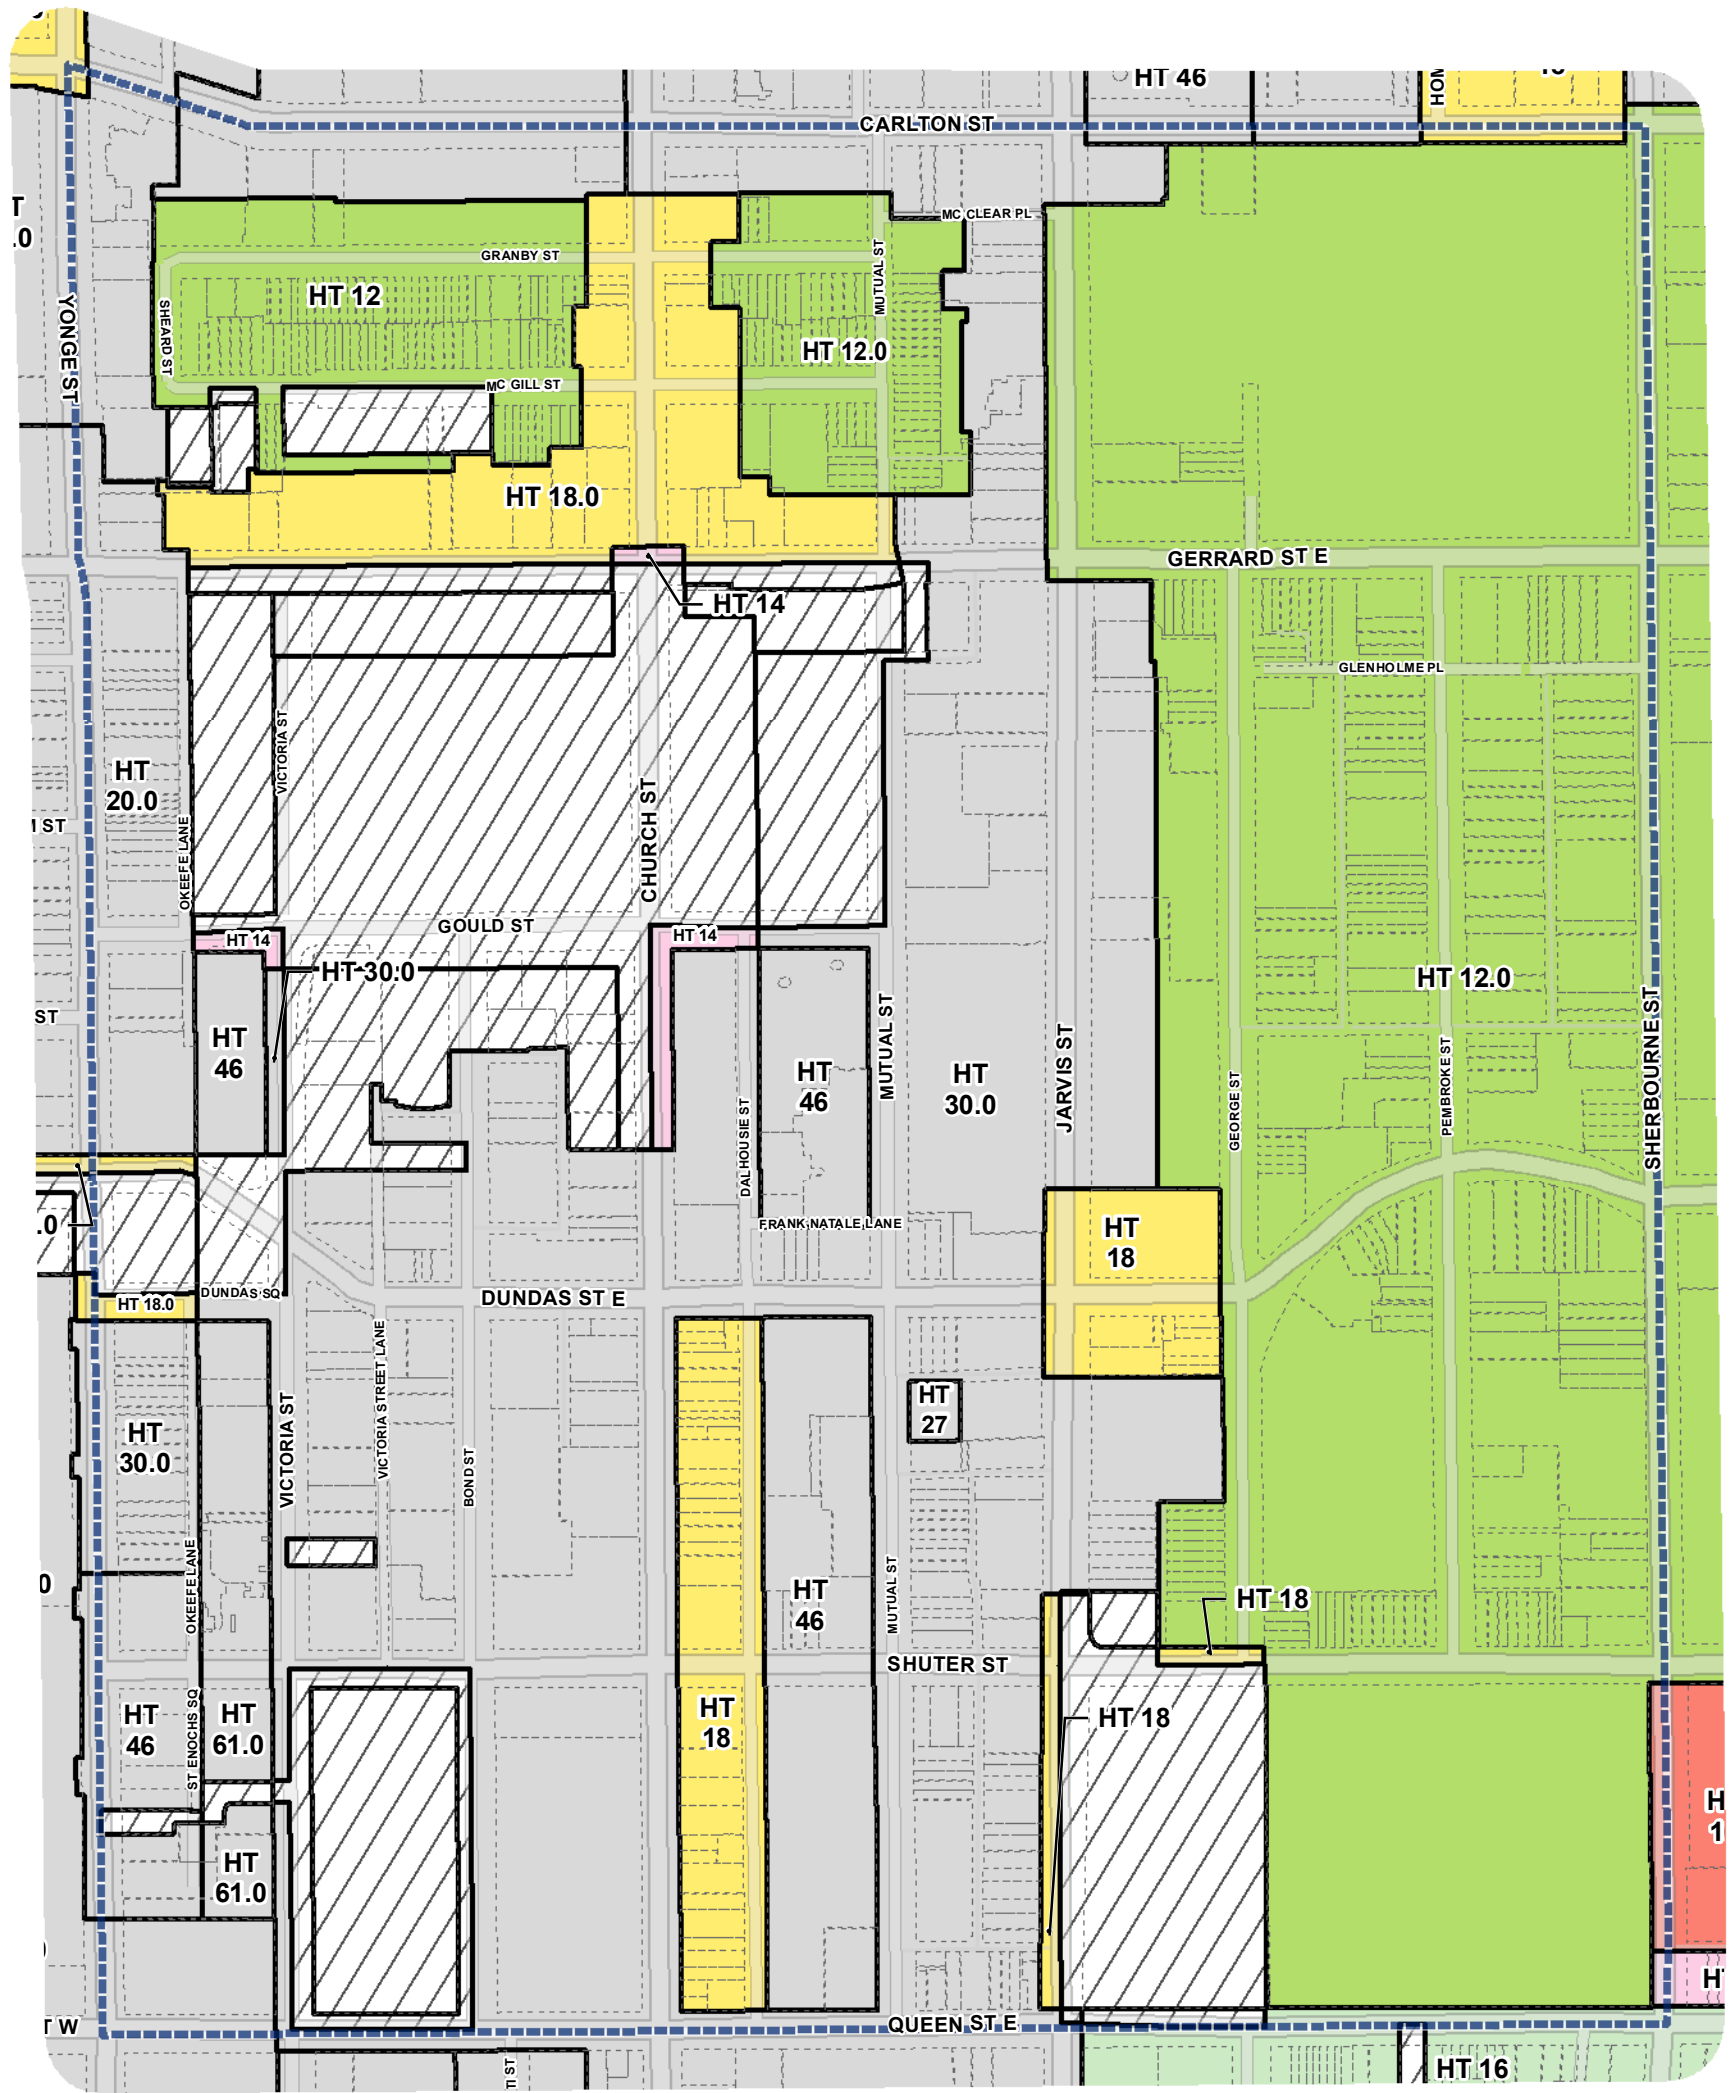 HT 46
CARLTON ST
MC CLEAR PL
GRANBY ST
MUTUAL ST
HT 12
SHEARD ST
YONGE ST
HT 12.0
MC GILL ST
HT 18.0
GERRARD ST E
HT 14
GLENHOLME PL
VICTORIA ST
HT
20.0
CHURCH ST
OKEEFE LANE
GOULD ST
HT 14
HT 14
HT 30.0
HT 12.0
HT
46
HT
46
MUTUAL ST
HT
30.0
JARVIS ST
GEORGE ST
PEMBROKE ST
SHERBOURNE ST
DALHOUSIE ST
FRANK NATALE LANE
HT
18
DUNDAS SQ
HT 18.0
DUNDAS ST E
HT
27
HT
30.0
VICTORIA ST
VICTORIA STREET LANE
BOND ST
OKEEFE LANE
HT
46
MUTUAL ST
HT 18
SHUTER ST
HT
46
ST ENOCHS SQ
HT
61.0
HT
18
HT 18
HT
61.0
QUEEN ST E
HT 16